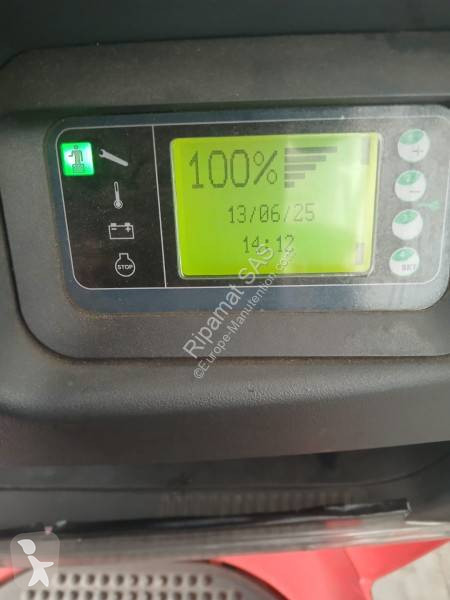 100%
13/06/25
14:12
STOP
+
-
SET
Ripamat SAS
©Europe-Manutention.com